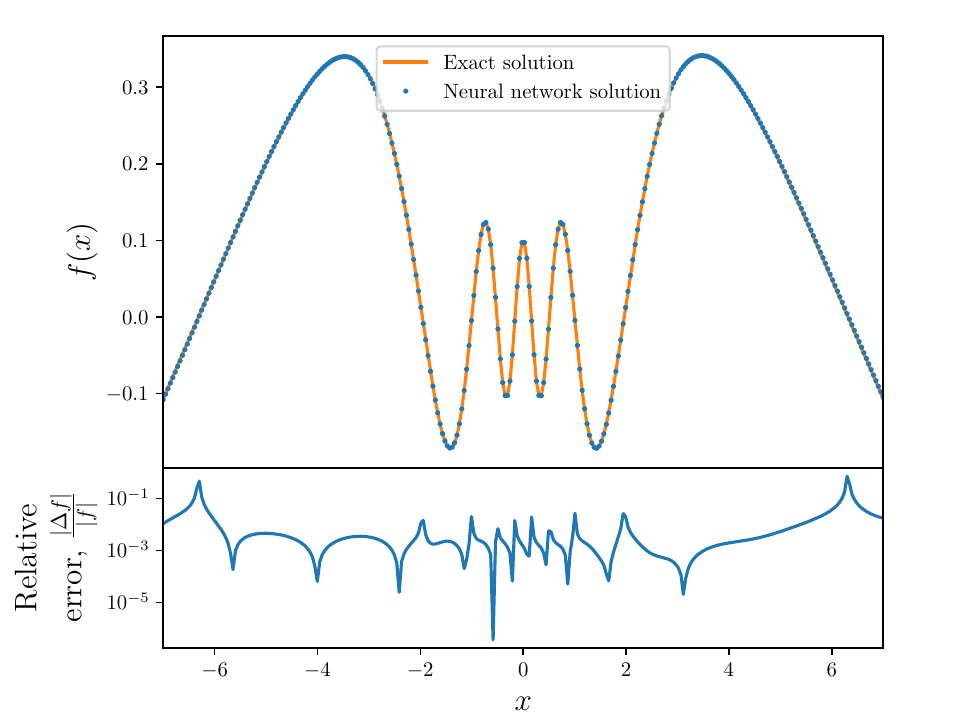 Exact solution
Neural network solution
f(x)
0.3
0.2
0.1
0.0
−0.1
Relative
error, |Δf|/|f|
10⁻¹
10⁻³
10⁻⁵
−6 −4 −2 0 2 4 6
x